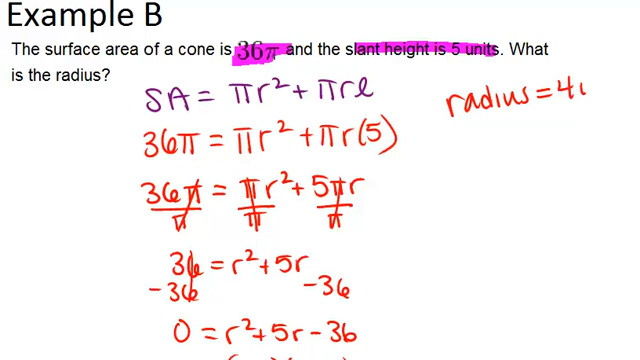 Example B
The surface area of a cone is 36π and the slant height is 5 units. What
is the radius?
SA = πr² + πrl
radius = 4
36π = πr² + πr(5)
36π/π = πr²/π + 5πr/π
36 = r² + 5r
-36 -36
0 = r² + 5r - 36